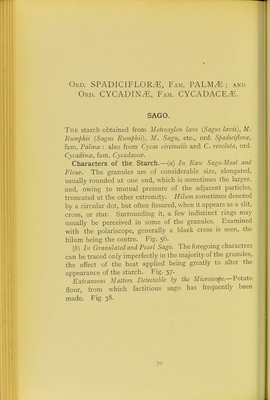 ORD. SPADICIFLORÆ, FAM. PALMÆ; AND
ORD. CYCADINÆ, FAM. CYCADACEÆ.
SAGO.
THE starch obtained from Metroxylon læve (Sagus lævis), M.
Rumphii (Sagus Rumphii), M. Sagu, etc., ord. Spadicifloræ,
fam. Palmæ: also from Cycas circinalis and C. revoluta, ord.
Cycadinæ, fam. Cycadaceæ.
Characters of the Starch.—(a) In Raw Sago-Meal and
Flour. The granules are of considerable size, elongated,
usually rounded at one end, which is sometimes the larger,
and, owing to mutual pressure of the adjacent particles,
truncated at the other extremity. Hilum sometimes denoted
by a circular dot, but often fissured, when it appears as a slit,
cross, or star. Surrounding it, a few indistinct rings may
usually be perceived in some of the granules. Examined
with the polariscope, generally a black cross is seen, the
hilum being the centre. Fig. 56.
(b) In Granulated and Pearl Sago. The foregoing characters
can be traced only imperfectly in the majority of the granules,
the effect of the heat applied being greatly to alter the
appearance of the starch. Fig. 57.
Extraneous Matters Detectable by the Microscope.—Potato
flour, from which factitious sago has frequently been
made. Fig. 58.
70